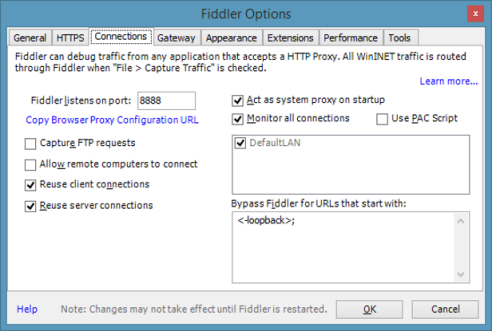 Fiddler Options
General HTTPS Connections Gateway Appearance Extensions Performance Tools
Fiddler can debug traffic from any application that accepts a HTTP Proxy. All WinINET traffic is routed
through Fiddler when "File > Capture Traffic" is checked.
Learn more...
Fiddler listens on port: 8888
Copy Browser Proxy Configuration URL
Capture FTP requests
Allow remote computers to connect
Reuse client connections
Reuse server connections
Act as system proxy on startup
Monitor all connections Use PAC Script
DefaultLAN
Bypass Fiddler for URLs that start with:
<-loopback>;
Help Note: Changes may not take effect until Fiddler is restarted. OK Cancel